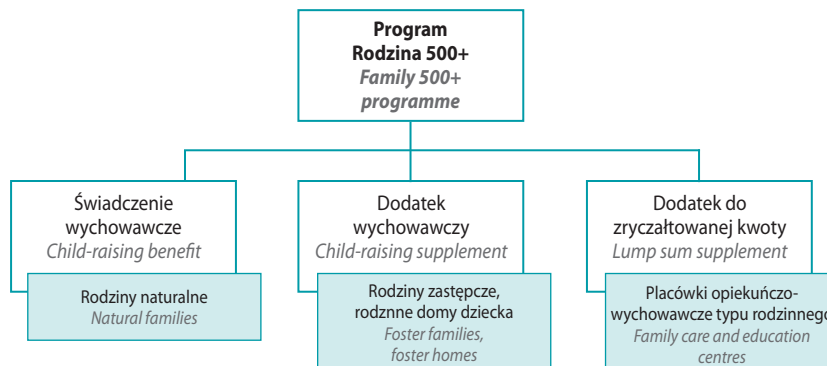 Program
Rodzina 500+
Family 500+
programme
Świadczenie
wychowawcze
Child-raising benefit
Rodziny naturalne
Natural families
Dodatek
wychowawczy
Child-raising supplement
Rodziny zastępcze,
rodznne domy dziecka
Foster families,
foster homes
Dodatek do
zryczałtowanej kwoty
Lump sum supplement
Placówki opiekuńczo-
wychowawcze typu rodzinnego
Family care and education
centres